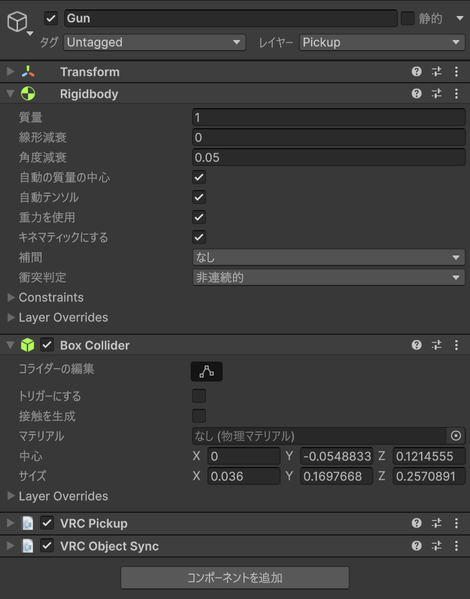 Gun 静的
タグ Untagged レイヤー Pickup
Transform
Rigidbody
質量 1
線形減衰 0
角度減衰 0.05
自動の質量の中心
自動テンソル
重力を使用
キネマティックにする
補間 なし
衝突判定 非連続的
Constraints
Layer Overrides
Box Collider
コライダーの編集
トリガーにする
接触を生成
マテリアル なし (物理マテリアル)
中心 X 0 Y -0.0548833 Z 0.1214555
サイズ X 0.036 Y 0.1697668 Z 0.2570891
Layer Overrides
VRC Pickup
VRC Object Sync
コンポーネントを追加